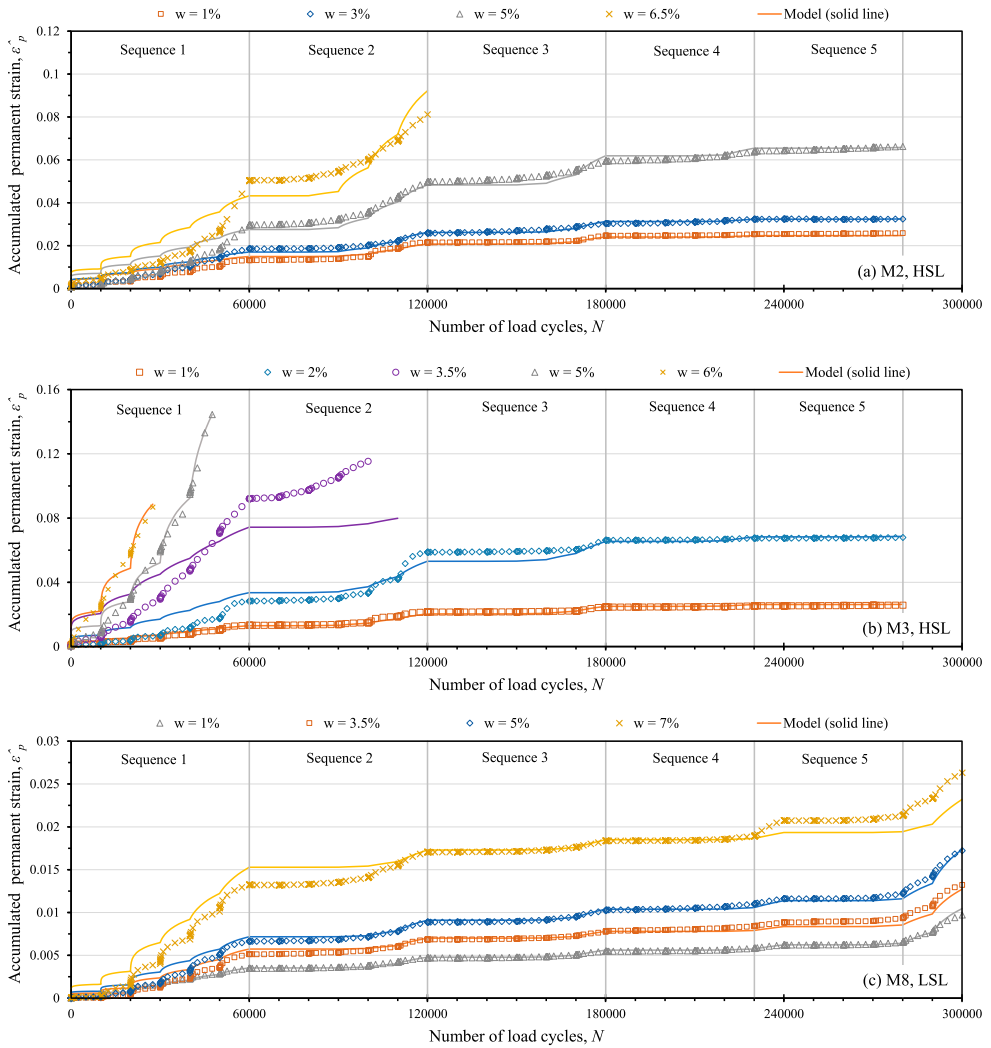 w = 1% w = 3% w = 5% w = 6.5% Model (solid line)
0.12
0.1
0.08
0.06
0.04
0.02
0
Accumulated permanent strain, ε̂p
Sequence 1 Sequence 2 Sequence 3 Sequence 4 Sequence 5
(a) M2, HSL
0 60000 120000 180000 240000 300000
Number of load cycles, N
w = 1% w = 2% w = 3.5% w = 5% w = 6% Model (solid line)
0.16
0.12
0.08
0.04
0
Accumulated permanent strain, ε̂p
Sequence 1 Sequence 2 Sequence 3 Sequence 4 Sequence 5
(b) M3, HSL
0 60000 120000 180000 240000 300000
Number of load cycles, N
w = 1% w = 3.5% w = 5% w = 7% Model (solid line)
0.03
0.025
0.02
0.015
0.01
0.005
0
Accumulated permanent strain, ε̂p
Sequence 1 Sequence 2 Sequence 3 Sequence 4 Sequence 5
(c) M8, LSL
0 60000 120000 180000 240000 300000
Number of load cycles, N